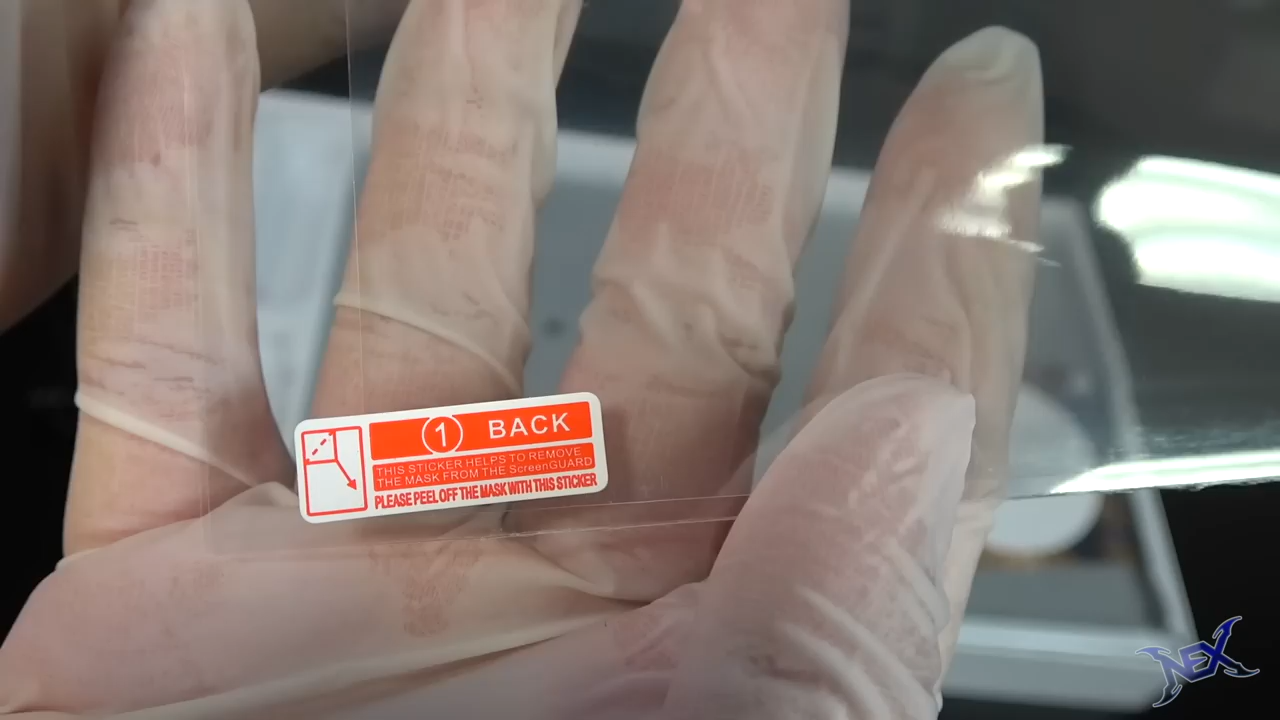 1 BACK
THIS STICKER HELPS TO REMOVE
THE MASK FROM THE ScreenGUARD
PLEASE PEEL OFF THE MASK WITH THIS STICKER
NEX